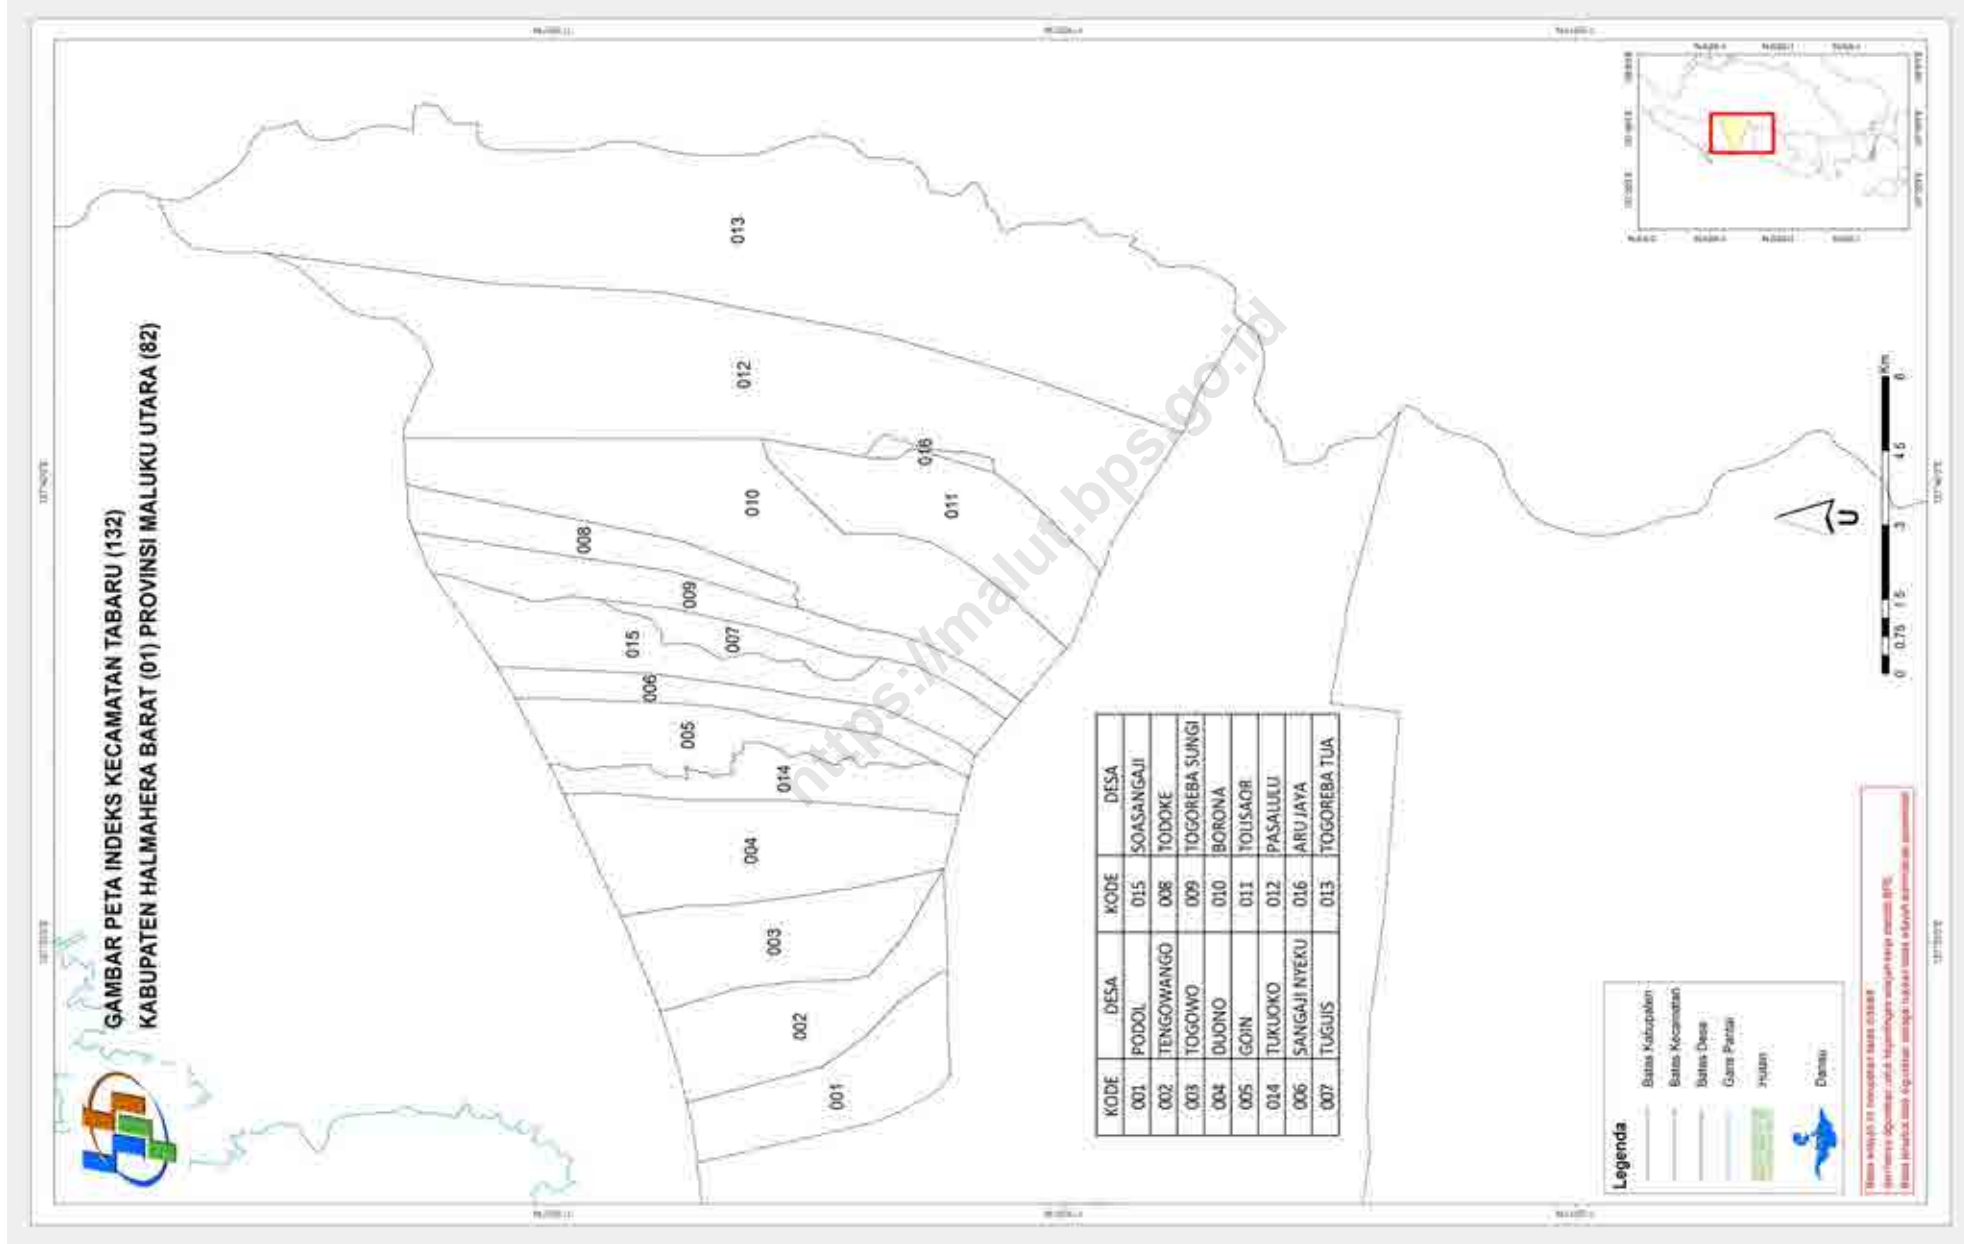 GAMBAR PETA INDEKS KECAMATAN TABARU (132)
KABUPATEN HALMAHERA BARAT (01) PROVINSI MALUKU UTARA (82)
013
012
016
010
011
008
009
015
007
006
005
014
004
003
002
001
KODE DESA KODE DESA
001 PODOL 015 SOASANGAJI
002 TENGOWANGO 008 TODOKE
003 TOGOWO 009 TOGOREBA SUNGI
004 DUONO 010 BORONA
005 GOIN 011 TOLISAOR
014 TUKUOKO 012 PASALULU
006 SANGAJI NYEKU 016 ARU JAYA
007 TUGUIS 013 TOGOREBA TUA
https://malut.bps.go.id
U
0 0.75 1.5 3 4.5 6
Km
Legenda
Batas Kabupaten
Batas Kecamatan
Batas Desa
Garis Pantai
Hutan
Danau